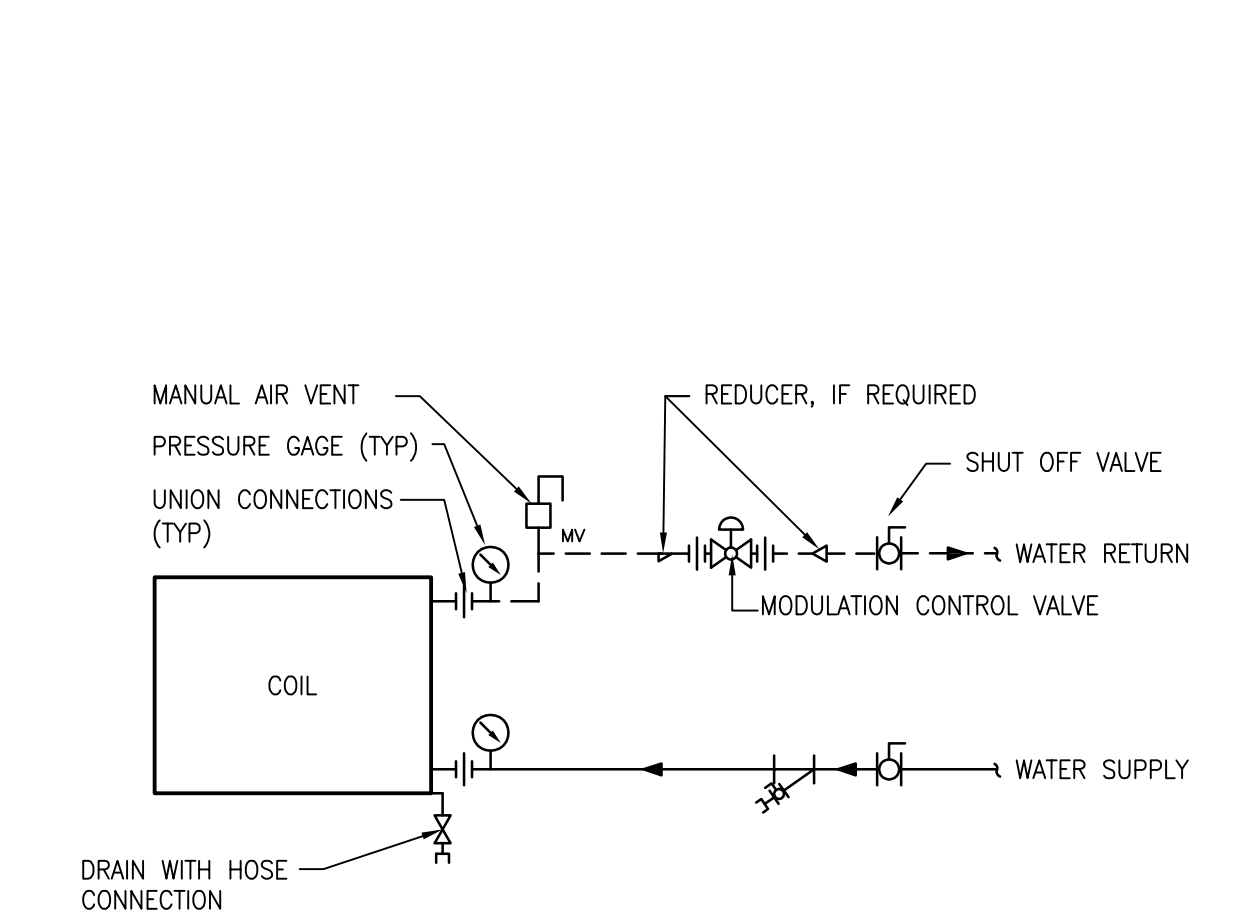 MANUAL AIR VENT
REDUCER, IF REQUIRED
PRESSURE GAGE (TYP)
SHUT OFF VALVE
UNION CONNECTIONS
(TYP)
MV
WATER RETURN
MODULATION CONTROL VALVE
COIL
WATER SUPPLY
DRAIN WITH HOSE
CONNECTION